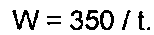 W = 350 / t.